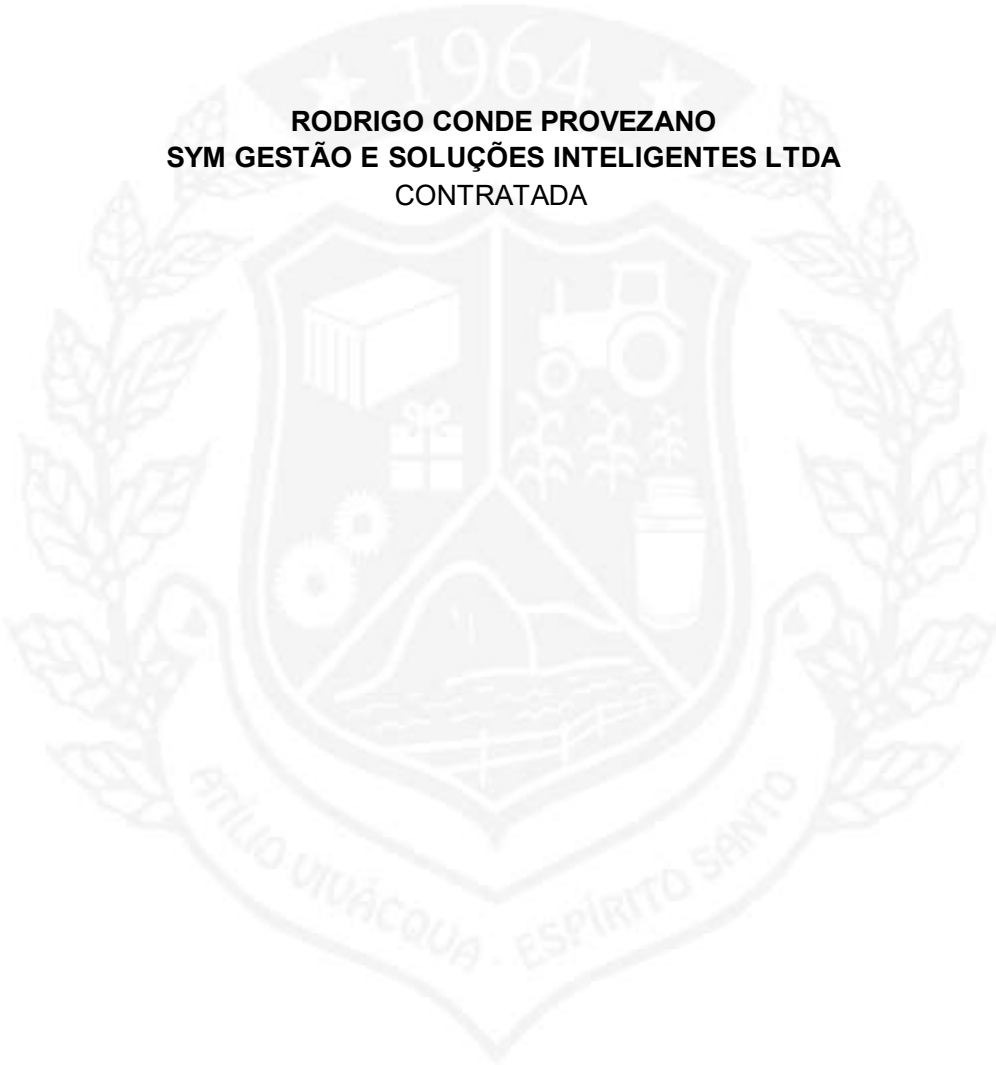 1964
RODRIGO CONDE PROVEZANO
SYM GESTÃO E SOLUÇÕES INTELIGENTES LTDA
CONTRATADA
ATÍLIO VIVÁCQUA - ESPÍRITO SANTO